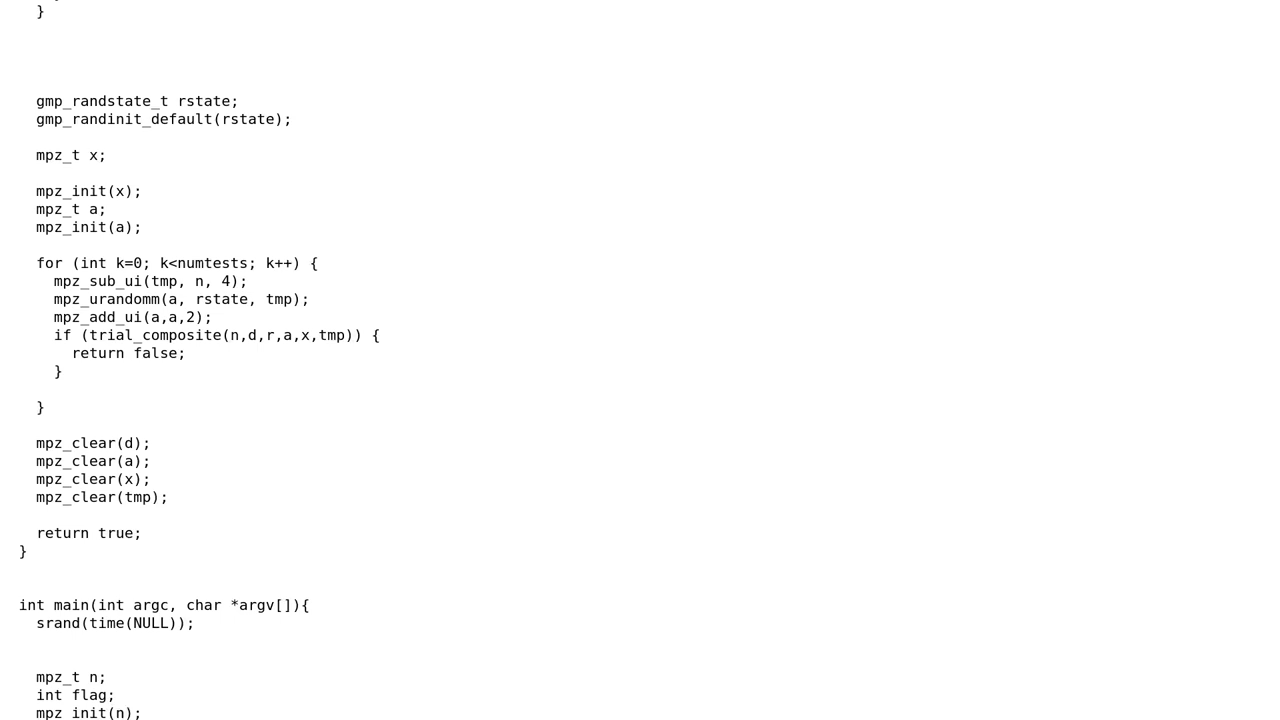 }
gmp_randstate_t rstate;
gmp_randinit_default(rstate);
mpz_t x;
mpz_init(x);
mpz_t a;
mpz_init(a);
for (int k=0; k<numtests; k++) {
mpz_sub_ui(tmp, n, 4);
mpz_urandomm(a, rstate, tmp);
mpz_add_ui(a,a,2);
if (trial_composite(n,d,r,a,x,tmp)) {
return false;
}
}
mpz_clear(d);
mpz_clear(a);
mpz_clear(x);
mpz_clear(tmp);
return true;
}
int main(int argc, char *argv[]){
srand(time(NULL));
mpz_t n;
int flag;
mpz_init(n);